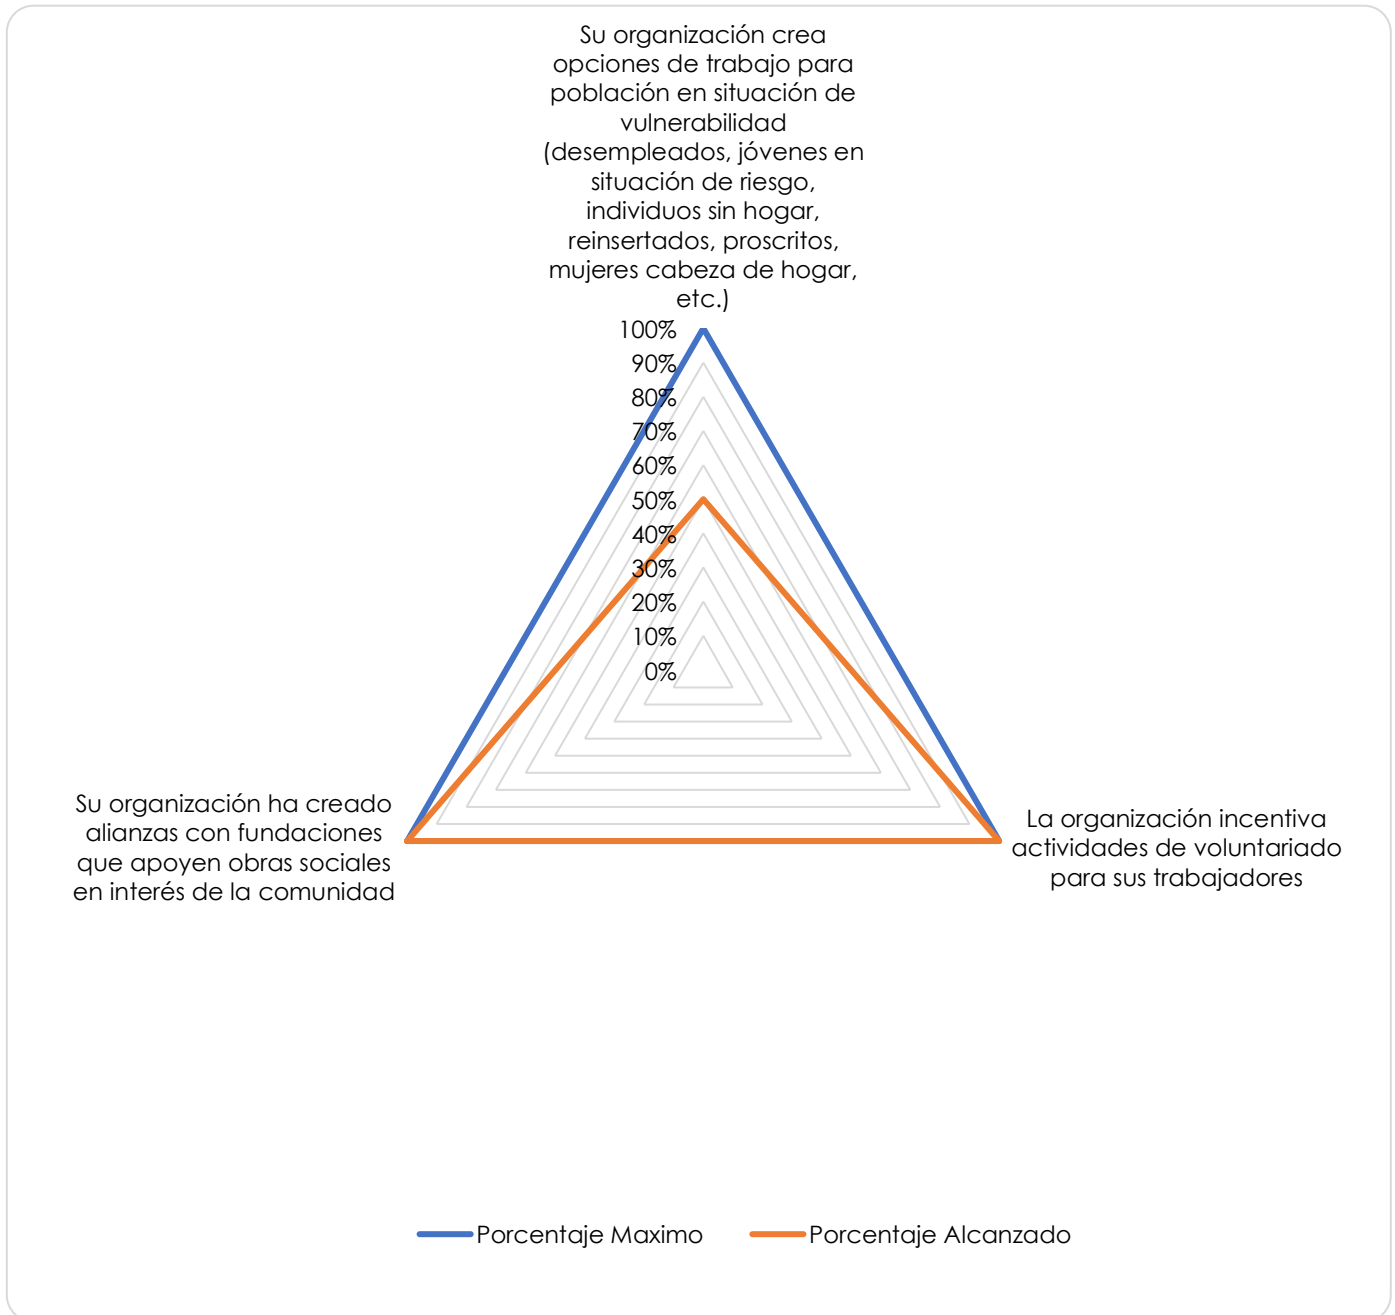 Su organización crea
opciones de trabajo para
población en situación de
vulnerabilidad
(desempleados, jóvenes en
situación de riesgo,
individuos sin hogar,
reinsertados, proscritos,
mujeres cabeza de hogar,
etc.)
100%
90%
80%
70%
60%
50%
40%
30%
20%
10%
0%
Su organización ha creado
alianzas con fundaciones
que apoyen obras sociales
en interés de la comunidad
La organización incentiva
actividades de voluntariado
para sus trabajadores
Porcentaje Maximo
Porcentaje Alcanzado